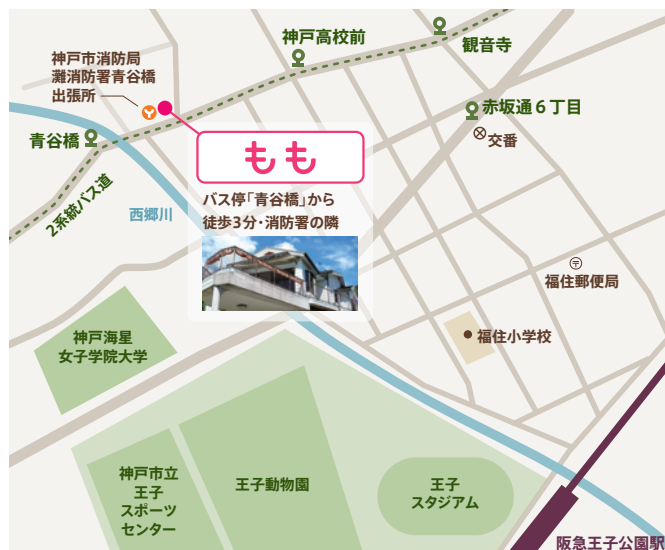 神戸市消防局
灘消防署青谷橋
出張所
神戸高校前
観音寺
赤坂通6丁目
交番
青谷橋
もも
バス停「青谷橋」から
徒歩3分・消防署の隣
2系統バス道
西郷川
〒
福住郵便局
福住小学校
神戸海星
女子学院大学
神戸市立
王子
スポーツ
センター
王子動物園
王子
スタジアム
阪急王子公園駅